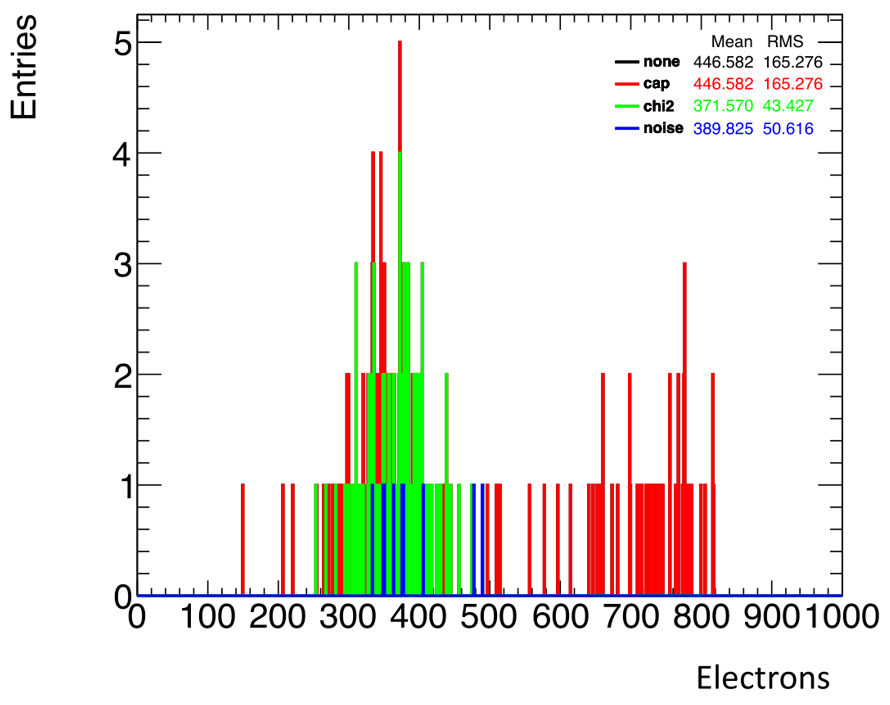 Entries
Mean RMS
none 446.582 165.276
cap 446.582 165.276
chi2 371.570 43.427
noise 389.825 50.616
5
4
3
2
1
0
0 100 200 300 400 500 600 700 800 900 1000
Electrons